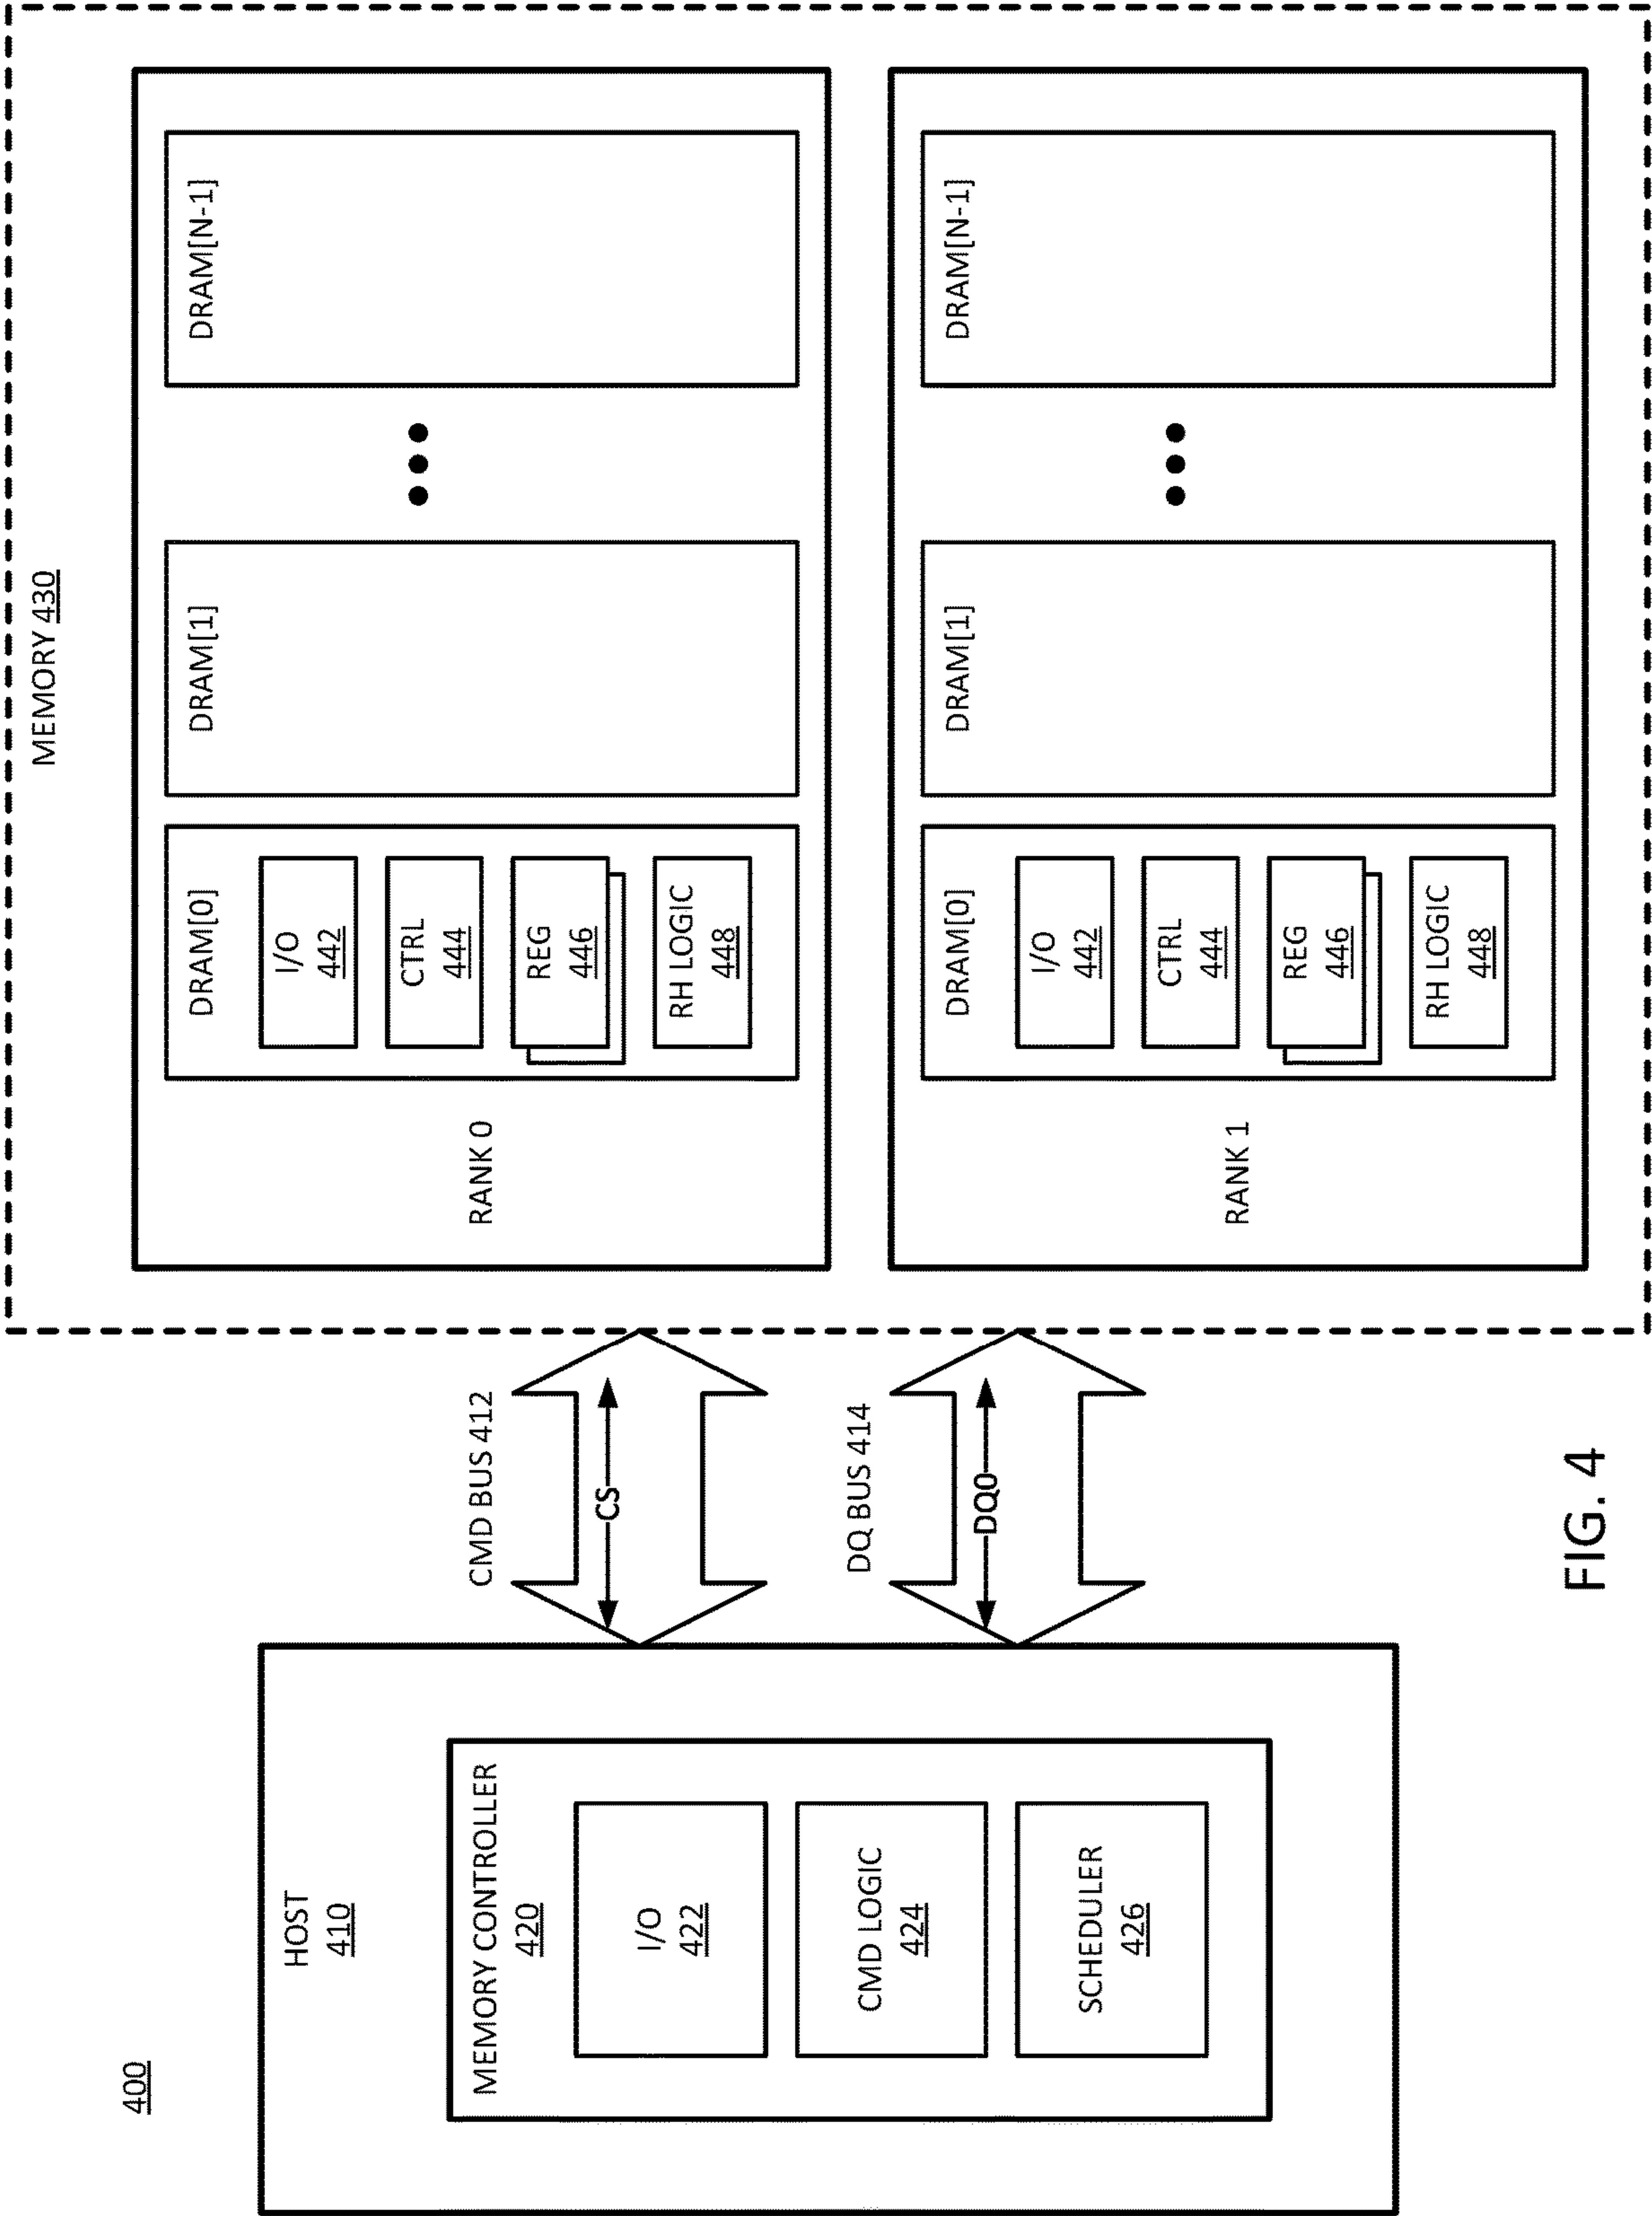 400
HOST
410
MEMORY CONTROLLER
420
I/O
422
CMD LOGIC
424
SCHEDULER
426
CMD BUS 412
CS
DQ BUS 414
DQ0
MEMORY 430
RANK 0
DRAM[0]
I/O
442
CTRL
444
REG
446
RH LOGIC
448
DRAM[1]
DRAM[N-1]
RANK 1
DRAM[0]
I/O
442
CTRL
444
REG
446
RH LOGIC
448
DRAM[1]
DRAM[N-1]
FIG. 4